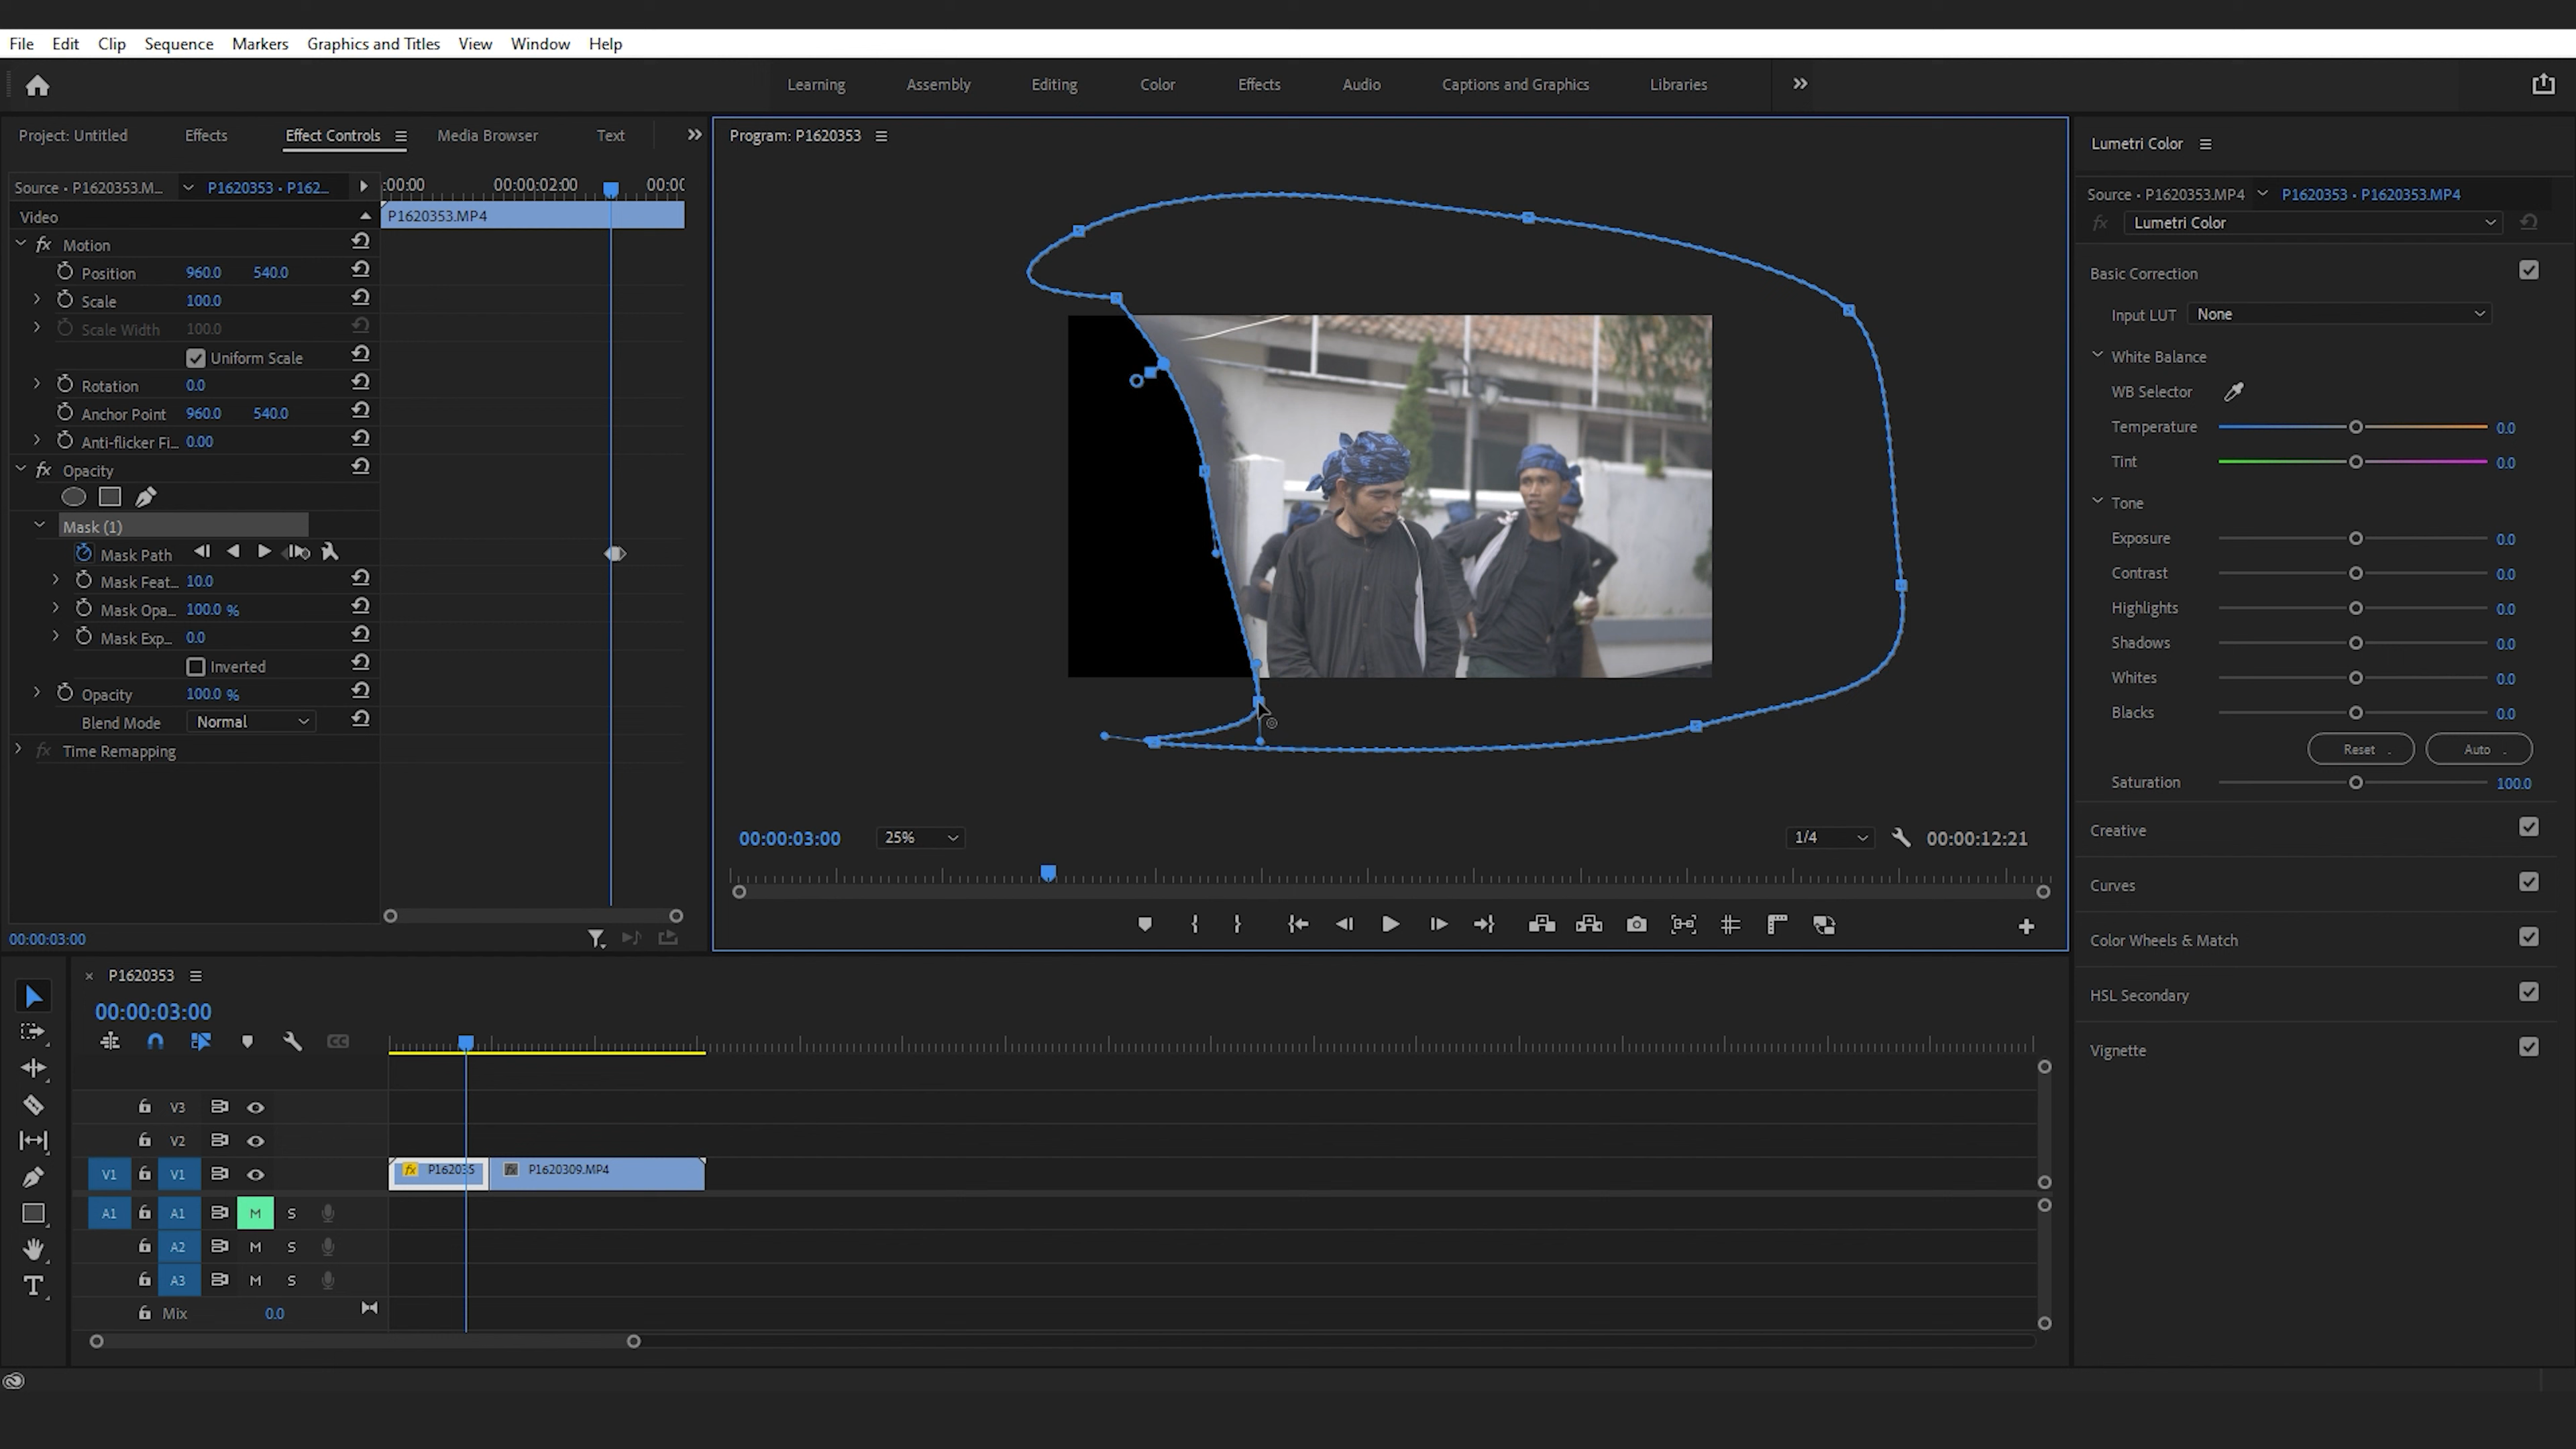 File Edit Clip Sequence Markers Graphics and Titles View Window Help
Learning Assembly Editing Color Effects Audio Captions and Graphics Libraries
Project: Untitled Effects Effect Controls Media Browser Text
Source • P1620353.M... P1620353 • P162...
:00:00 00:00:02:00 00:00
Video
P1620353.MP4
fx Motion
Position 960.0 540.0
Scale 100.0
Scale Width 100.0
Uniform Scale
Rotation 0.0
Anchor Point 960.0 540.0
Anti-flicker Fi... 0.00
fx Opacity
Mask (1)
Mask Path
Mask Feat... 10.0
Mask Opa... 100.0 %
Mask Exp... 0.0
Inverted
Opacity 100.0 %
Blend Mode Normal
fx Time Remapping
00:00:03:00
Program: P1620353
00:00:03:00 25% 1/4 00:00:12:21
Lumetri Color
Source • P1620353.MP4 P1620353 • P1620353.MP4
fx Lumetri Color
Basic Correction
Input LUT None
White Balance
WB Selector
Temperature 0.0
Tint 0.0
Tone
Exposure 0.0
Contrast 0.0
Highlights 0.0
Shadows 0.0
Whites 0.0
Blacks 0.0
Reset Auto
Saturation 100.0
Creative
Curves
Color Wheels & Match
HSL Secondary
Vignette
× P1620353
00:00:03:00
CC
V3
V2
V1 V1 fx P162035 fx P1620309.MP4
A1 A1 M S
A2 M S
A3 M S
Mix 0.0
T